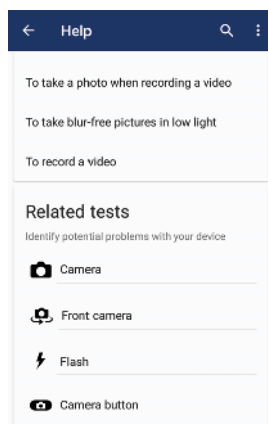 Help
To take a photo when recording a video
To take blur-free pictures in low light
To record a video
Related tests
Identify potential problems with your device
Camera
Front camera
Flash
Camera button